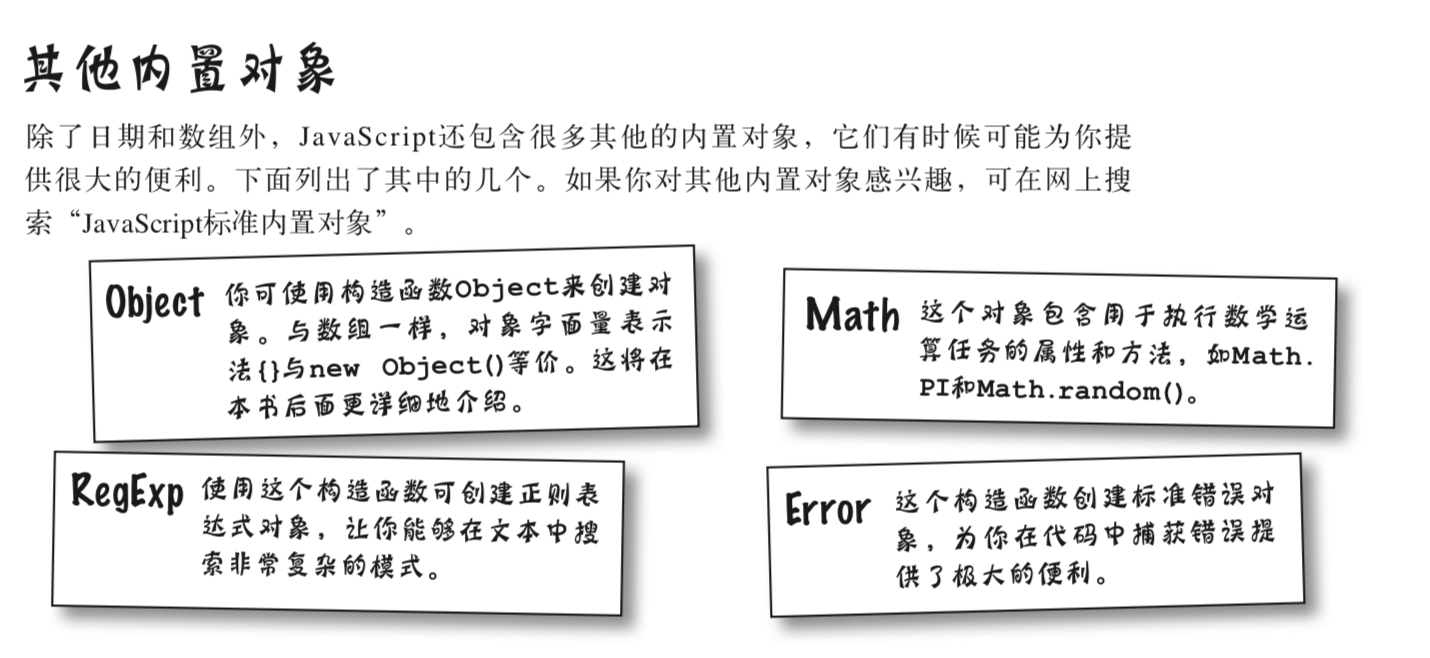 其他内置对象
除了日期和数组外，JavaScript还包含很多其他的内置对象，它们有时候可能为你提
供很大的便利。下面列出了其中的几个。如果你对其他内置对象感兴趣，可在网上搜
索“JavaScript标准内置对象”。
Object
你可使用构造函数Object来创建对
象。与数组一样，对象字面量表示
法{}与new Object()等价。这将在
本书后面更详细地介绍。
Math
这个对象包含用于执行数学运
算任务的属性和方法，如Math.
PI和Math.random()。
RegExp
使用这个构造函数可创建正则表
达式对象，让你能够在文本中搜
索非常复杂的模式。
Error
这个构造函数创建标准错误对
象，为你在代码中捕获错误提
供了极大的便利。